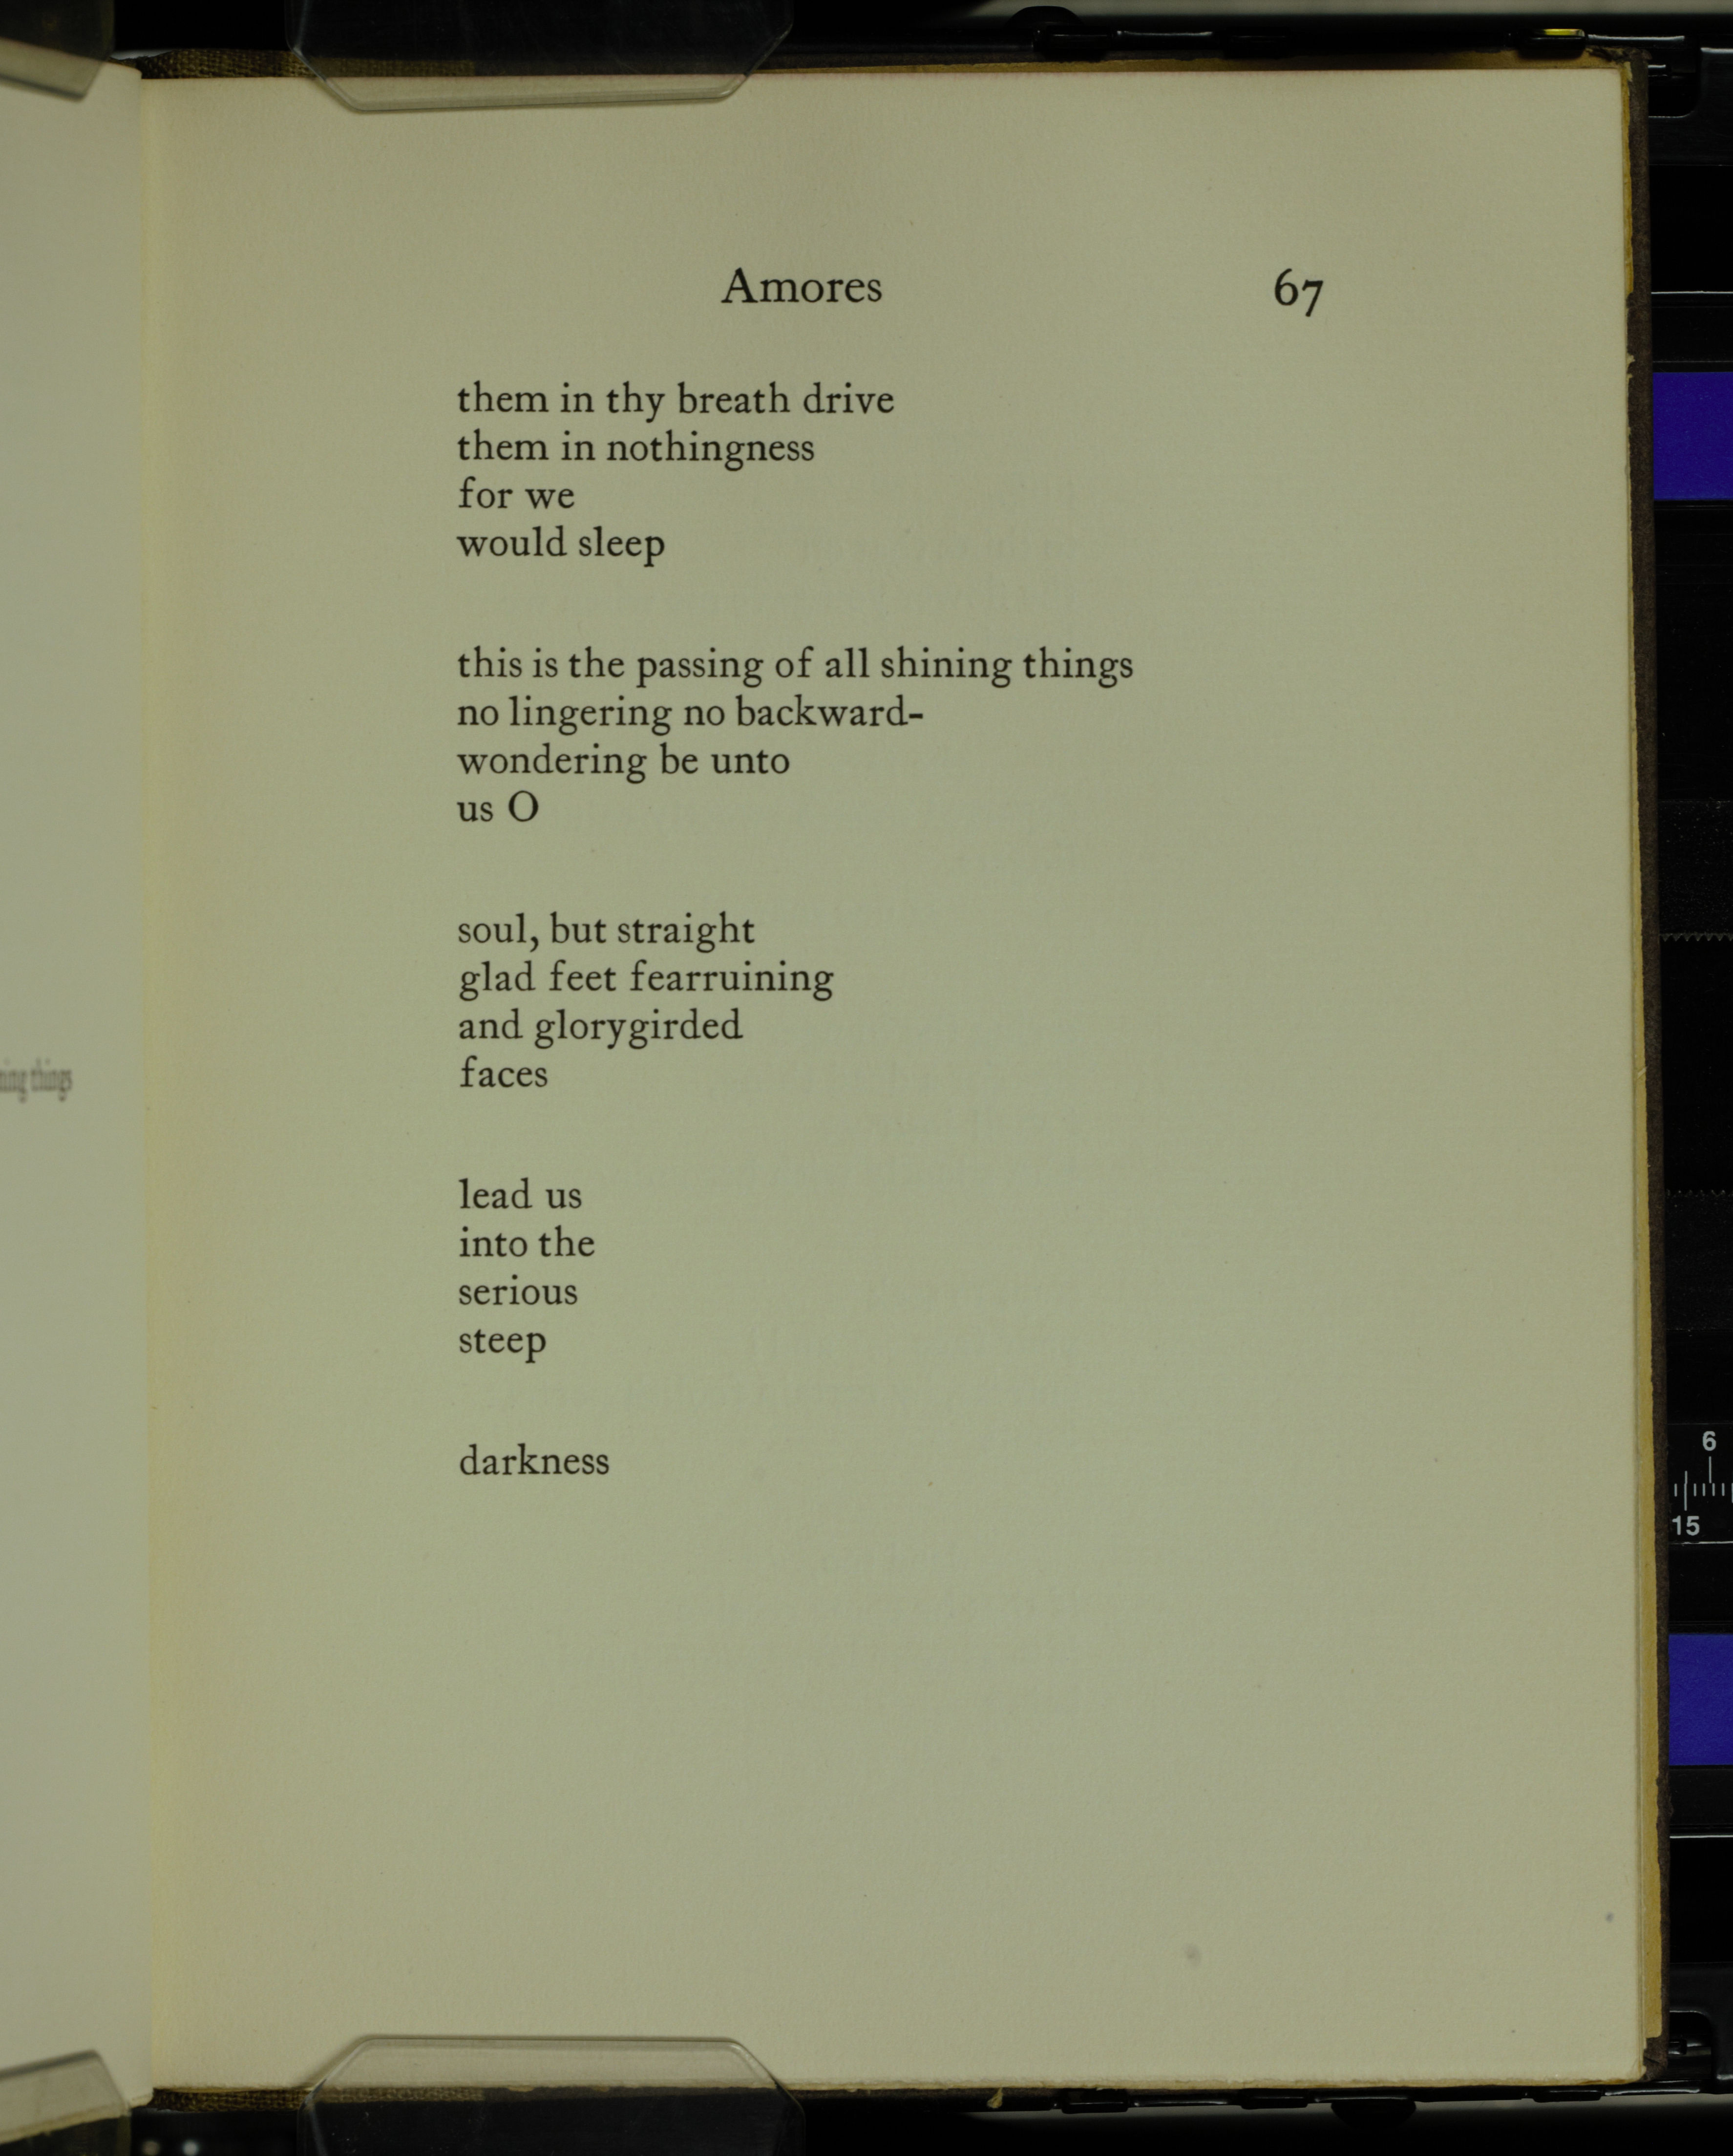 Amores 67
them in thy breath drive
them in nothingness
for we
would sleep
this is the passing of all shining things
no lingering no backward-
wondering be unto
us O
soul, but straight
glad feet fearruining
and glorygirded
faces
lead us
into the
serious
steep
darkness
things
6
15